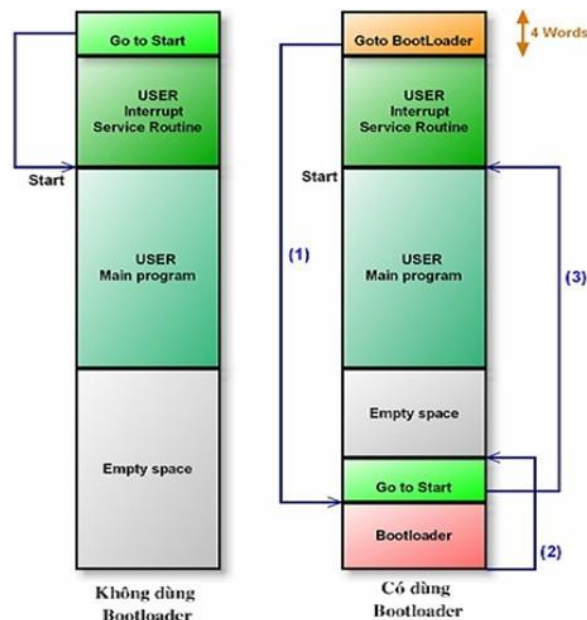 Go to Start
USER
Interrupt
Service Routine
Start
USER
Main program
Empty space
Không dùng
Bootloader
Goto BootLoader
4 Words
USER
Interrupt
Service Routine
Start
(1)
USER
Main program
(3)
Empty space
Go to Start
Bootloader
(2)
Có dùng
Bootloader